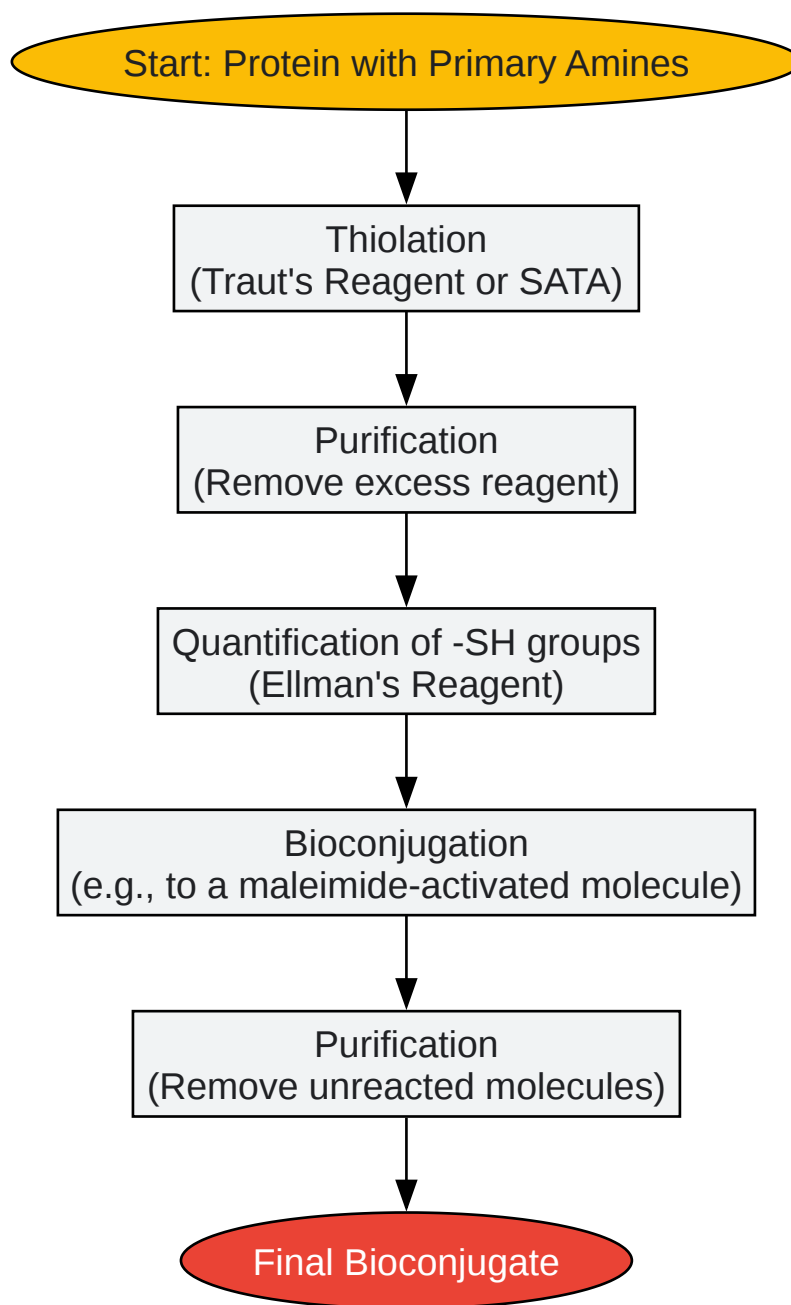 Start: Protein with Primary Amines
Thiolation
(Traut's Reagent or SATA)
Purification
(Remove excess reagent)
Quantification of -SH groups
(Ellman's Reagent)
Bioconjugation
(e.g., to a maleimide-activated molecule)
Purification
(Remove unreacted molecules)
Final Bioconjugate